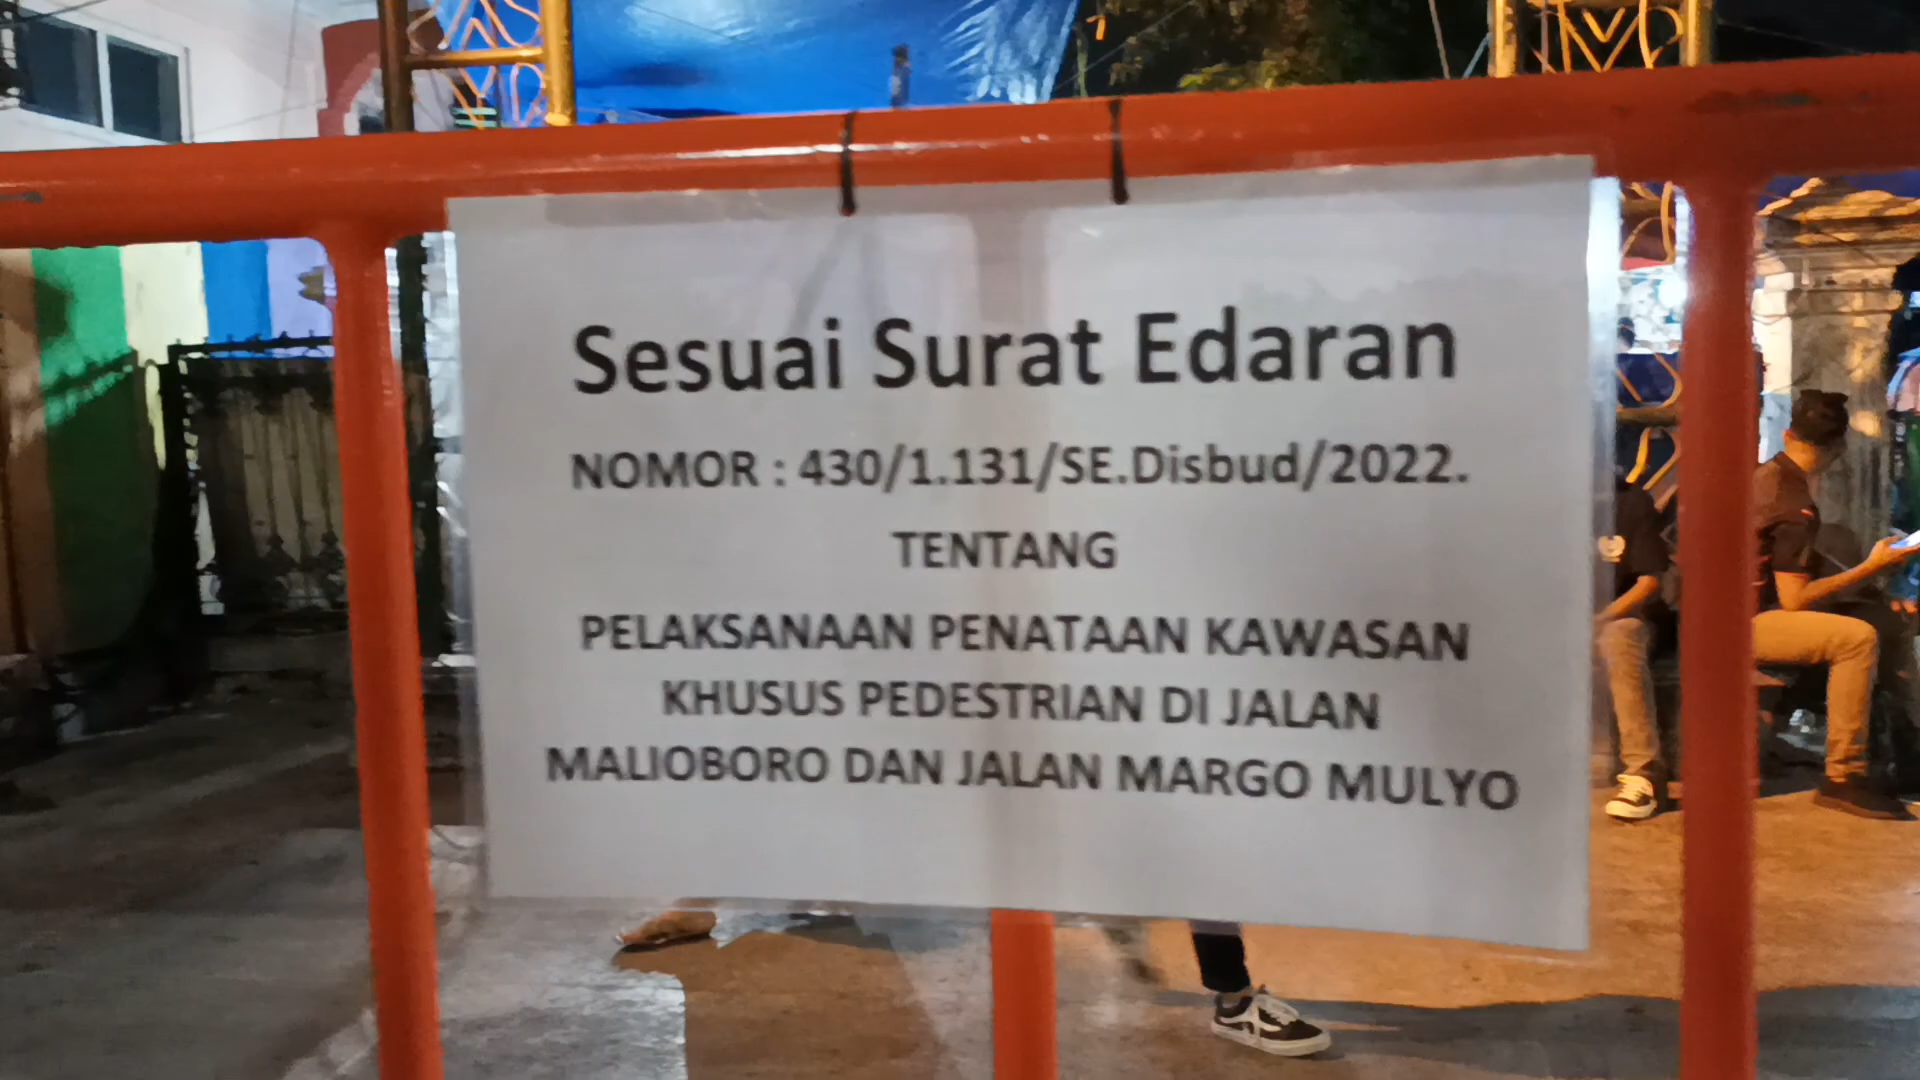 Sesuai Surat Edaran
NOMOR : 430/1.131/SE.Disbud/2022.
TENTANG
PELAKSANAAN PENATAAN KAWASAN
KHUSUS PEDESTRIAN DI JALAN
MALIOBORO DAN JALAN MARGO MULYO